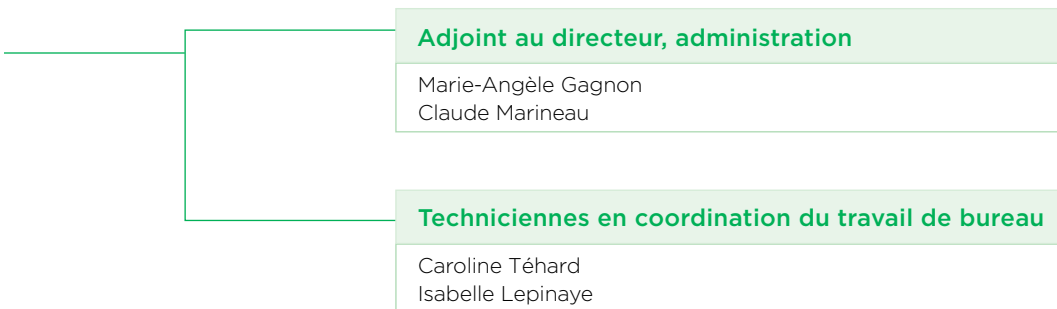 Adjoint au directeur, administration
Marie-Angèle Gagnon
Claude Marineau
Techniciennes en coordination du travail de bureau
Caroline Téhard
Isabelle Lepinaye